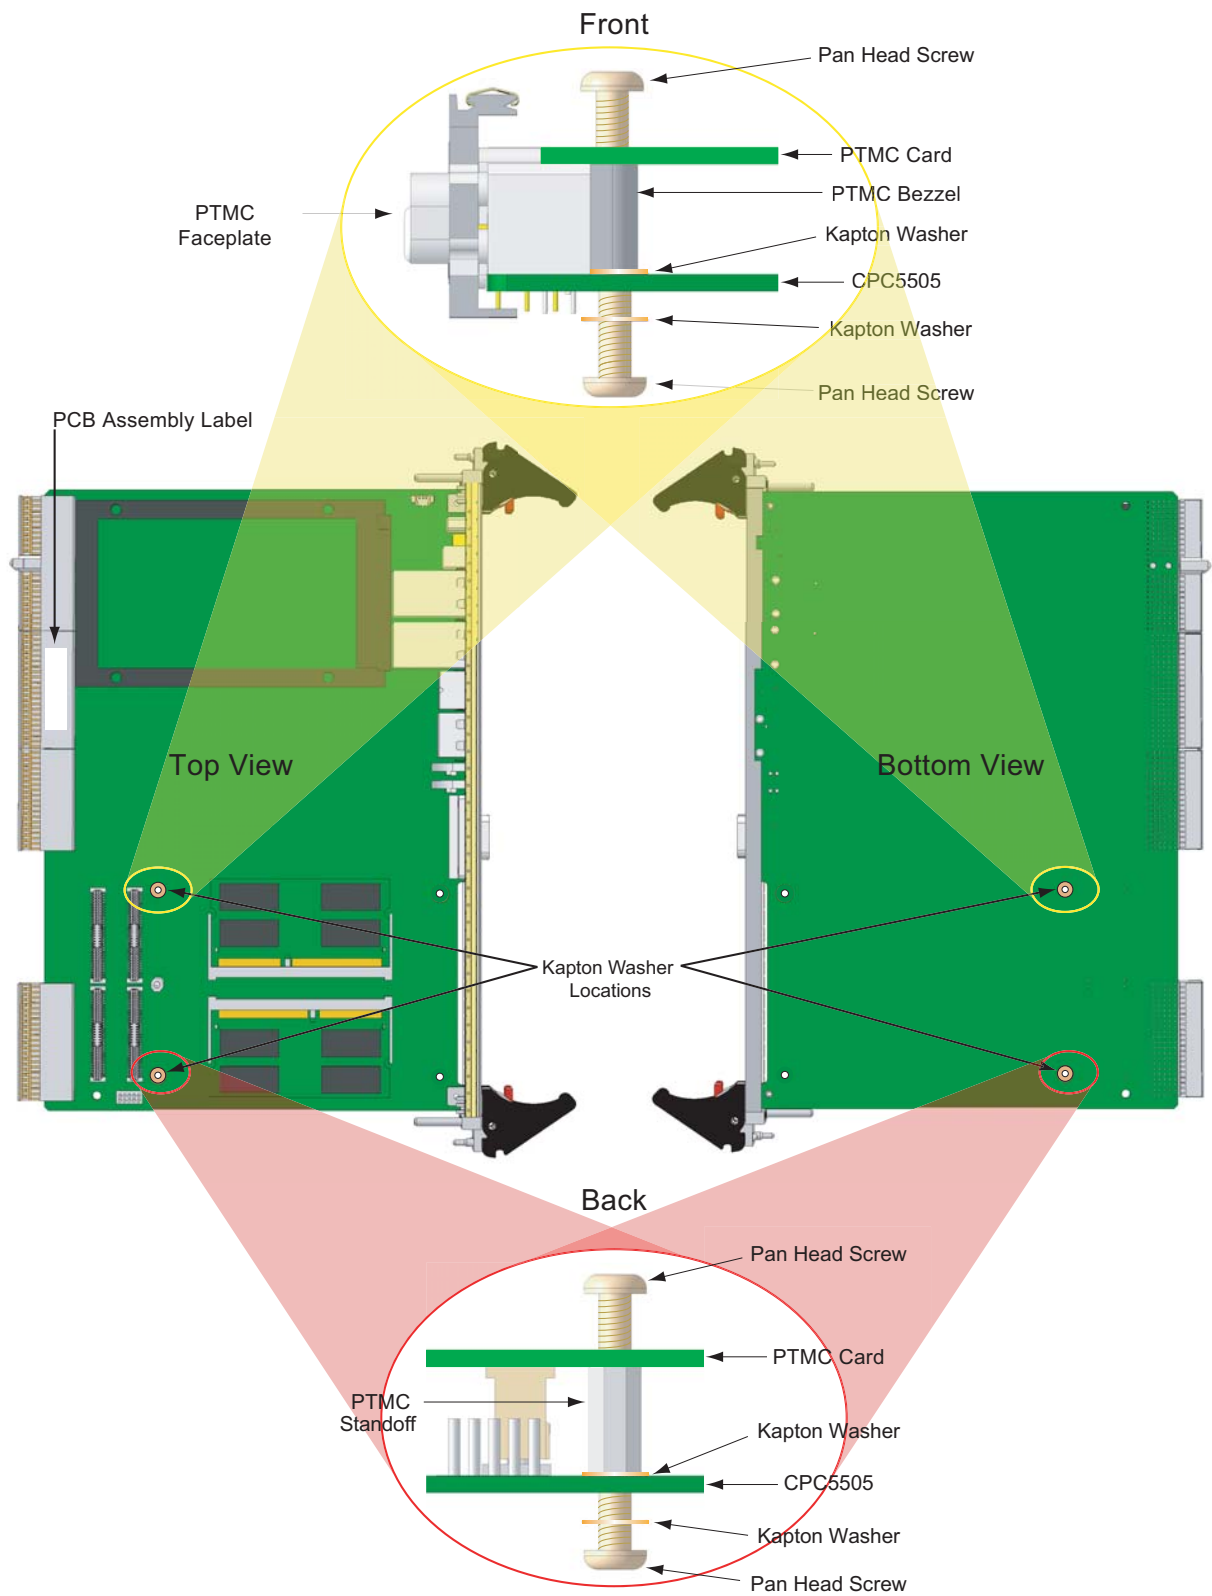 Front
Pan Head Screw
PTMC Card
PTMC Bezzel
PTMC
Faceplate
Kapton Washer
CPC5505
Kapton Washer
Pan Head Screw
PCB Assembly Label
Top View
Bottom View
Kapton Washer
Locations
Back
Pan Head Screw
PTMC Card
PTMC
Standoff
Kapton Washer
CPC5505
Kapton Washer
Pan Head Screw